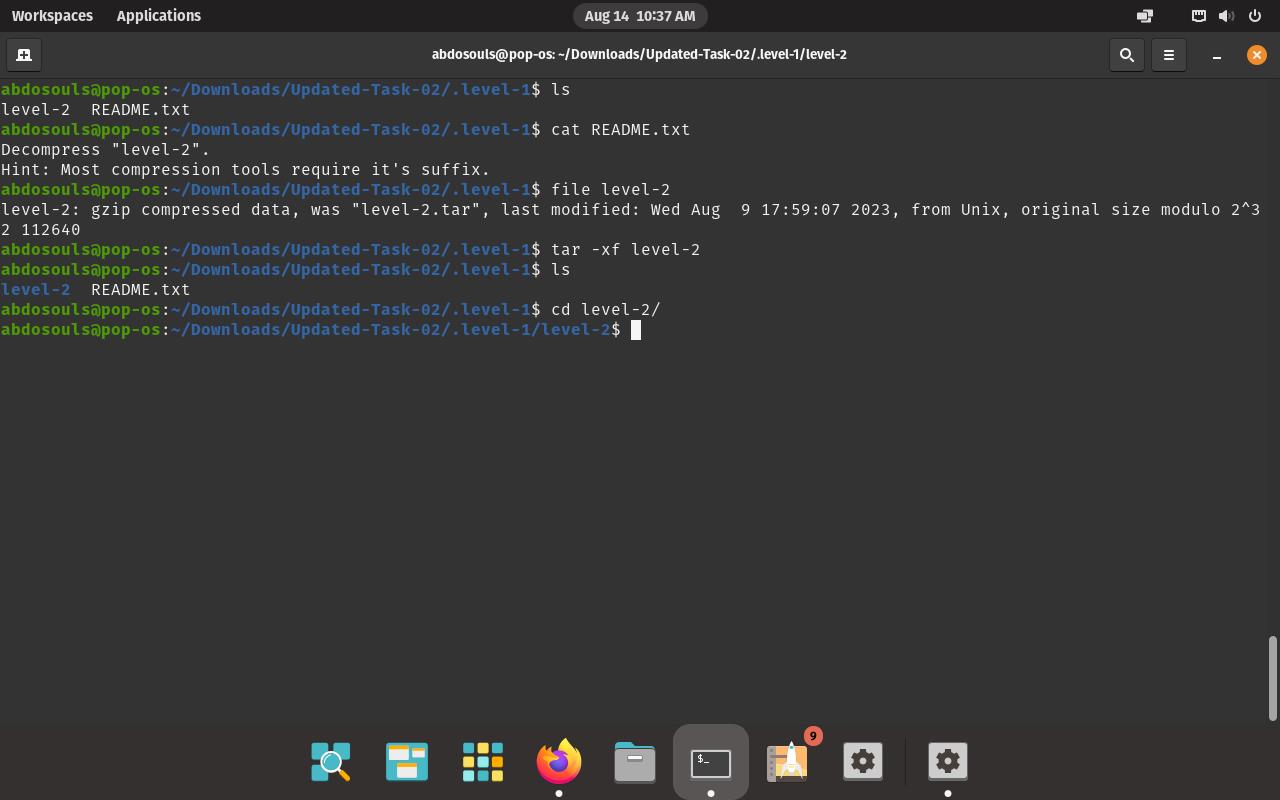 Workspaces Applications Aug 14 10:37 AM
abdosouls@pop-os: ~/Downloads/Updated-Task-02/.level-1/level-2
abdosouls@pop-os:~/Downloads/Updated-Task-02/.level-1$ ls
level-2  README.txt
abdosouls@pop-os:~/Downloads/Updated-Task-02/.level-1$ cat README.txt
Decompress "level-2".
Hint: Most compression tools require it's suffix.
abdosouls@pop-os:~/Downloads/Updated-Task-02/.level-1$ file level-2
level-2: gzip compressed data, was "level-2.tar", last modified: Wed Aug  9 17:59:07 2023, from Unix, original size modulo 2^3
2 112640
abdosouls@pop-os:~/Downloads/Updated-Task-02/.level-1$ tar -xf level-2
abdosouls@pop-os:~/Downloads/Updated-Task-02/.level-1$ ls
level-2  README.txt
abdosouls@pop-os:~/Downloads/Updated-Task-02/.level-1$ cd level-2/
abdosouls@pop-os:~/Downloads/Updated-Task-02/.level-1/level-2$
$_
9